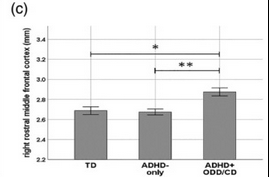 (c)
right rostral middle frontal cortex (mm)
3.4
3.2
3.0
2.8
2.6
2.4
2.2
*
**
TD
ADHD-
only
ADHD+
ODD/CD